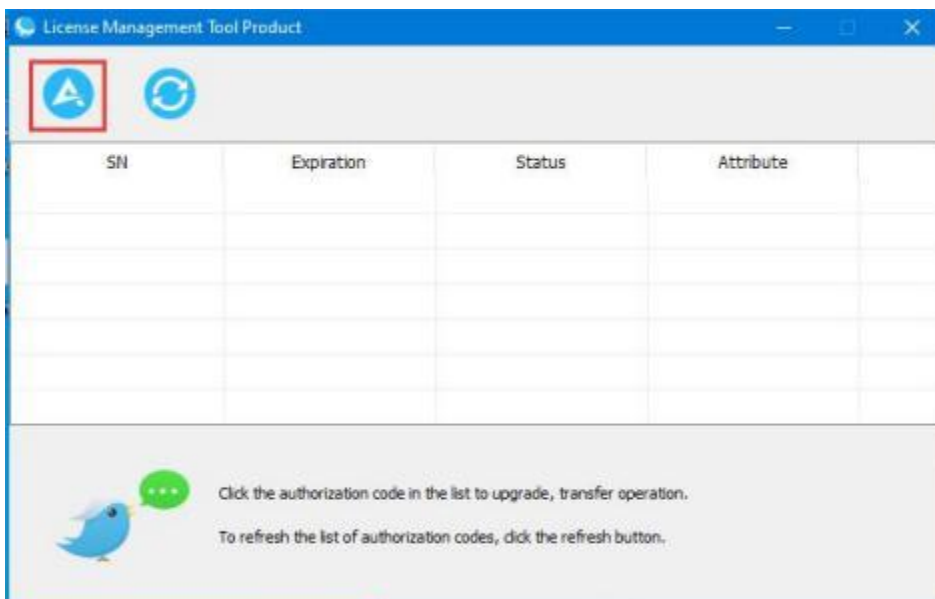 License Management Tool Product
SN Expiration Status Attribute
Click the authorization code in the list to upgrade, transfer operation.
To refresh the list of authorization codes, click the refresh button.